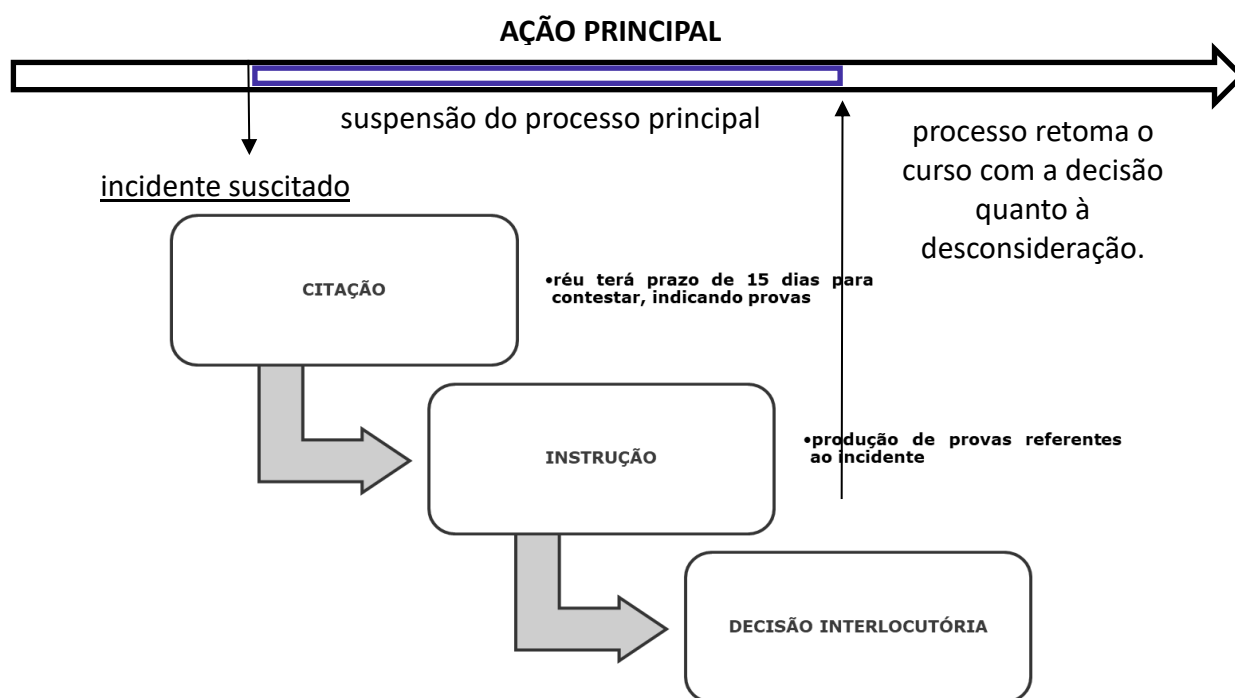 AÇÃO PRINCIPAL
suspensão do processo principal
processo retoma o
curso com a decisão
quanto à
desconsideração.
incidente suscitado
CITAÇÃO
•réu terá prazo de 15 dias para
contestar, indicando provas
INSTRUÇÃO
•produção de provas referentes
ao incidente
DECISÃO INTERLOCUTÓRIA